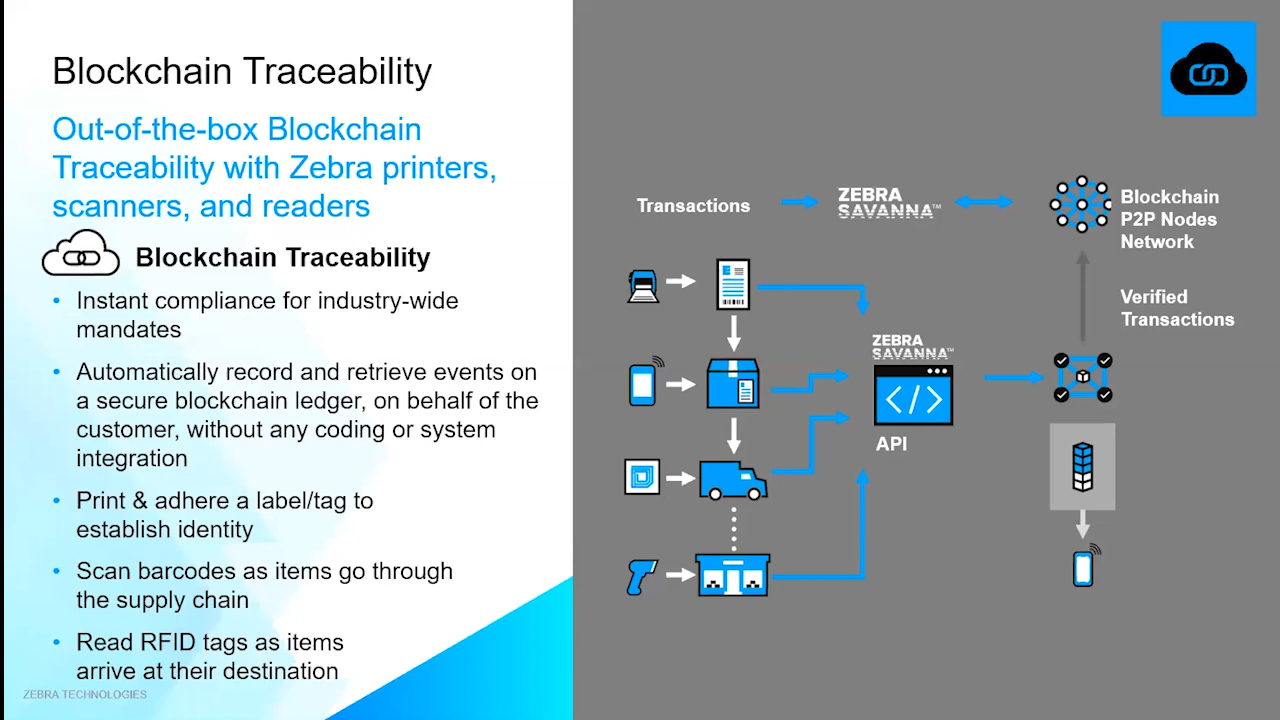 Blockchain Traceability
Out-of-the-box Blockchain
Traceability with Zebra printers,
scanners, and readers
Blockchain Traceability
• Instant compliance for industry-wide
mandates
• Automatically record and retrieve events on
a secure blockchain ledger, on behalf of the
customer, without any coding or system
integration
• Print & adhere a label/tag to
establish identity
• Scan barcodes as items go through
the supply chain
• Read RFID tags as items
arrive at their destination
ZEBRA TECHNOLOGIES
Transactions
ZEBRA
SAVANNA™
Blockchain
P2P Nodes
Network
Verified
Transactions
ZEBRA
SAVANNA™
</>
API